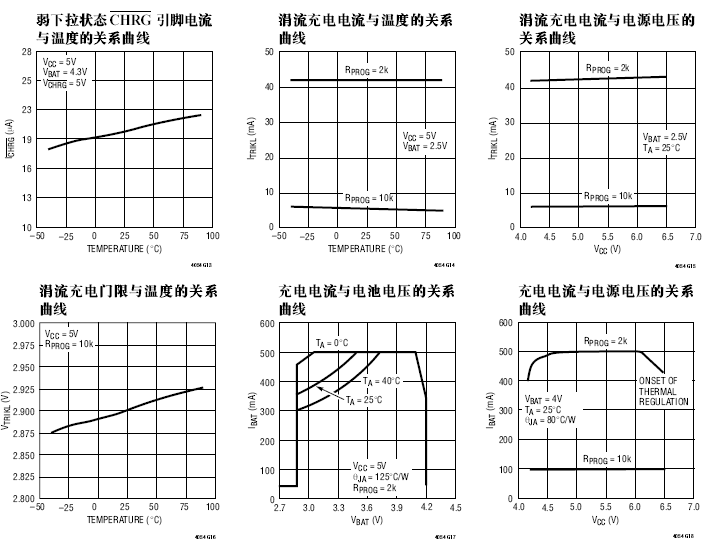 弱下拉状态 CHRG 引脚电流
与温度的关系曲线
28
25
23
19
16
13
10
I̅CHRG (μA)
VCC = 5V
VBAT = 4.3V
VCHRG = 5V
–50 –25 0 25 50 75 100
TEMPERATURE (°C)
4054 G13
涓流充电电流与温度的关系
曲线
50
40
30
20
10
0
ITRIKL (mA)
RPROG = 2k
VCC = 5V
VBAT = 2.5V
RPROG = 10k
–50 –25 0 25 50 75 100
TEMPERATURE (°C)
4054 G14
涓流充电电流与电源电压的
关系曲线
50
40
30
20
10
0
ITRIKL (mA)
RPROG = 2k
VBAT = 2.5V
TA = 25°C
RPROG = 10k
4.0 4.5 5.0 5.5 6.0 6.5 7.0
VCC (V)
4054 G15
涓流充电门限与温度的关系
曲线
3.000
2.975
2.950
2.925
2.900
2.875
2.850
2.825
2.800
VTRIKL (V)
VCC = 5V
RPROG = 10k
–50 –25 0 25 50 75 100
TEMPERATURE (°C)
4054 G16
充电电流与电池电压的关系
曲线
600
500
400
300
200
100
0
IBAT (mA)
TA = 0°C
TA = 40°C
TA = 25°C
VCC = 5V
θJA = 125°C/W
RPROG = 2k
2.7 3.0 3.3 3.6 3.9 4.2 4.5
VBAT (V)
4054 G17
充电电流与电源电压的关系
曲线
600
500
400
300
200
100
0
IBAT (mA)
RPROG = 2k
ONSET OF
THERMAL
REGULATION
VBAT = 4V
TA = 25°C
θJA = 80°C/W
RPROG = 10k
4.0 4.5 5.0 5.5 6.0 6.5 7.0
VCC (V)
4054 G18